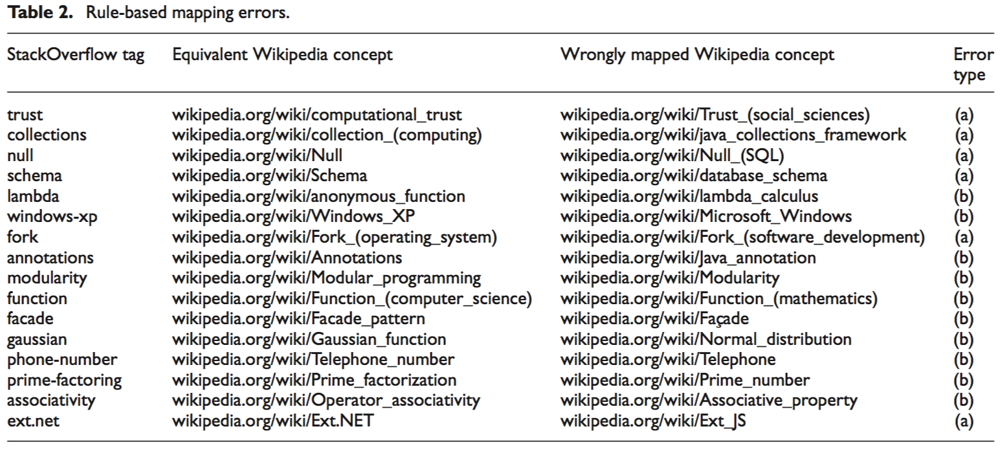 Table 2. Rule-based mapping errors.
StackOverflow tag Equivalent Wikipedia concept Wrongly mapped Wikipedia concept Error type
trust wikipedia.org/wiki/computational_trust wikipedia.org/wiki/Trust_(social_sciences) (a)
collections wikipedia.org/wiki/collection_(computing) wikipedia.org/wiki/java_collections_framework (a)
null wikipedia.org/wiki/Null wikipedia.org/wiki/Null_(SQL) (a)
schema wikipedia.org/wiki/Schema wikipedia.org/wiki/database_schema (a)
lambda wikipedia.org/wiki/anonymous_function wikipedia.org/wiki/lambda_calculus (b)
windows-xp wikipedia.org/wiki/Windows_XP wikipedia.org/wiki/Microsoft_Windows (b)
fork wikipedia.org/wiki/Fork_(operating_system) wikipedia.org/wiki/Fork_(software_development) (a)
annotations wikipedia.org/wiki/Annotations wikipedia.org/wiki/Java_annotation (b)
modularity wikipedia.org/wiki/Modular_programming wikipedia.org/wiki/Modularity (b)
function wikipedia.org/wiki/Function_(computer_science) wikipedia.org/wiki/Function_(mathematics) (b)
facade wikipedia.org/wiki/Facade_pattern wikipedia.org/wiki/Façade (b)
gaussian wikipedia.org/wiki/Gaussian_function wikipedia.org/wiki/Normal_distribution (b)
phone-number wikipedia.org/wiki/Telephone_number wikipedia.org/wiki/Telephone (b)
prime-factoring wikipedia.org/wiki/Prime_factorization wikipedia.org/wiki/Prime_number (b)
associativity wikipedia.org/wiki/Operator_associativity wikipedia.org/wiki/Associative_property (b)
ext.net wikipedia.org/wiki/Ext.NET wikipedia.org/wiki/Ext_JS (a)